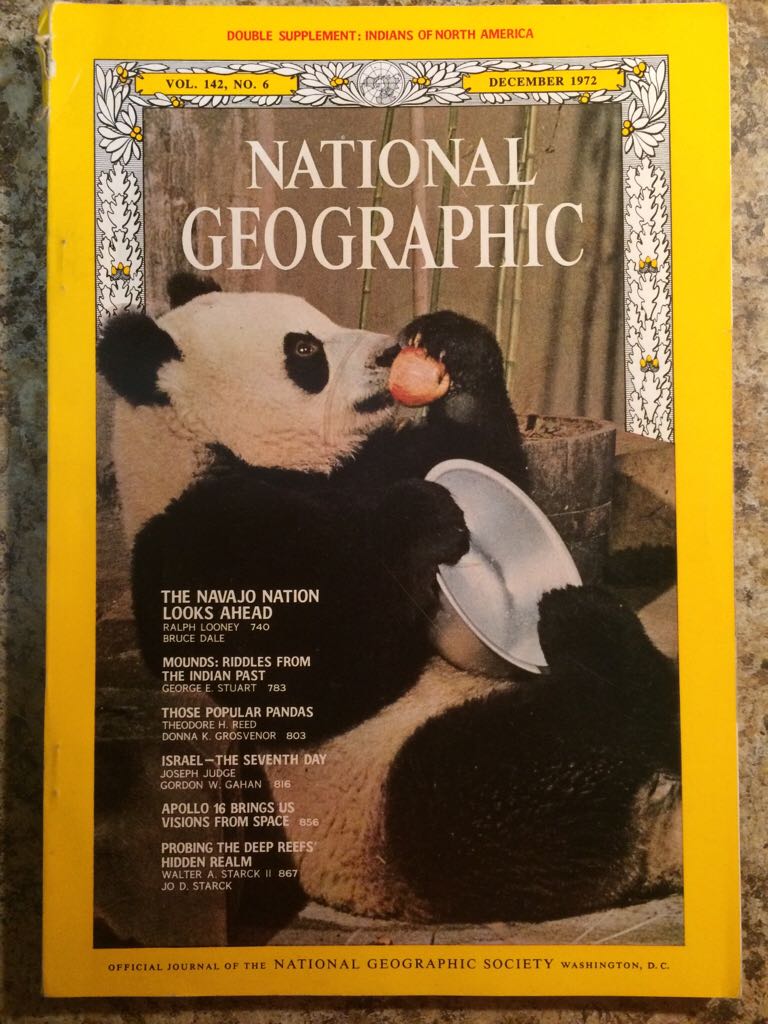 DOUBLE SUPPLEMENT: INDIANS OF NORTH AMERICA
VOL. 142, NO. 6
DECEMBER 1972
NATIONAL
GEOGRAPHIC
THE NAVAJO NATION
LOOKS AHEAD
RALPH LOONEY 740
BRUCE DALE
MOUNDS: RIDDLES FROM
THE INDIAN PAST
GEORGE E. STUART 783
THOSE POPULAR PANDAS
THEODORE H. REED
DONNA K. GROSVENOR 803
ISRAEL—THE SEVENTH DAY
JOSEPH JUDGE
GORDON W. GAHAN 816
APOLLO 16 BRINGS US
VISIONS FROM SPACE 856
PROBING THE DEEP REEFS'
HIDDEN REALM
WALTER A. STARCK II 867
JO D. STARCK
OFFICIAL JOURNAL OF THE NATIONAL GEOGRAPHIC SOCIETY WASHINGTON, D.C.